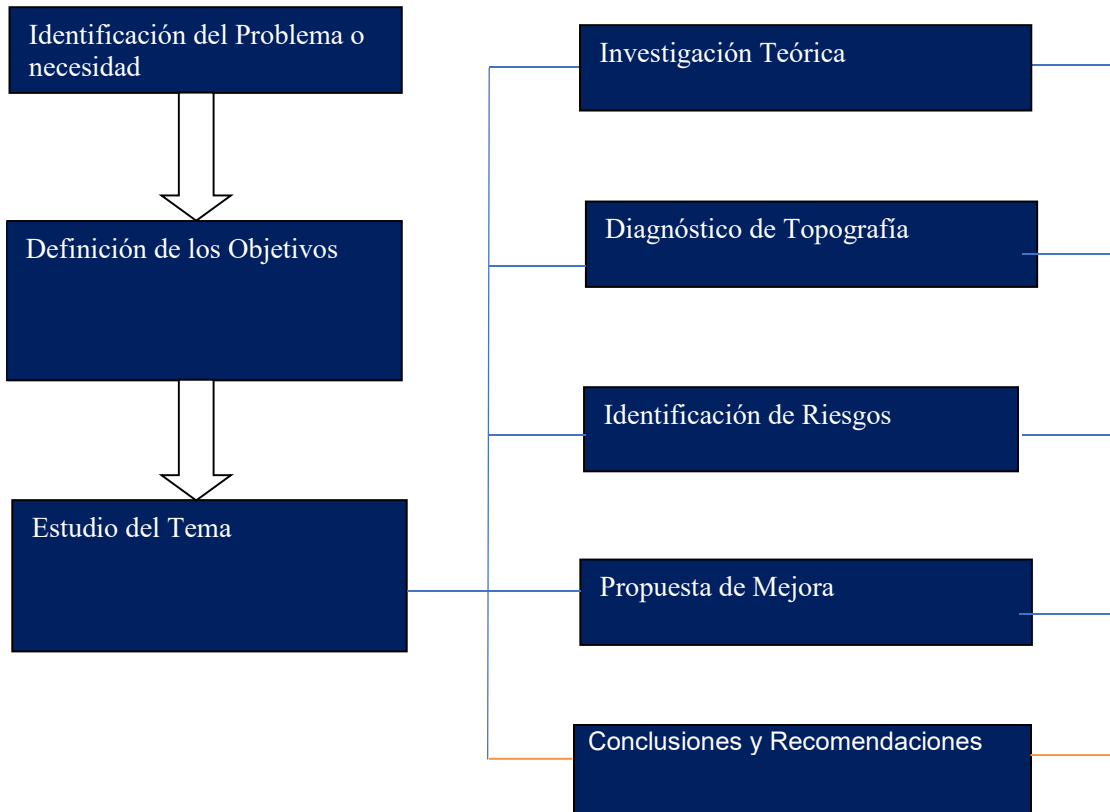 Identificación del Problema o
necesidad
Definición de los Objetivos
Estudio del Tema
Investigación Teórica
Diagnóstico de Topografía
Identificación de Riesgos
Propuesta de Mejora
Conclusiones y Recomendaciones